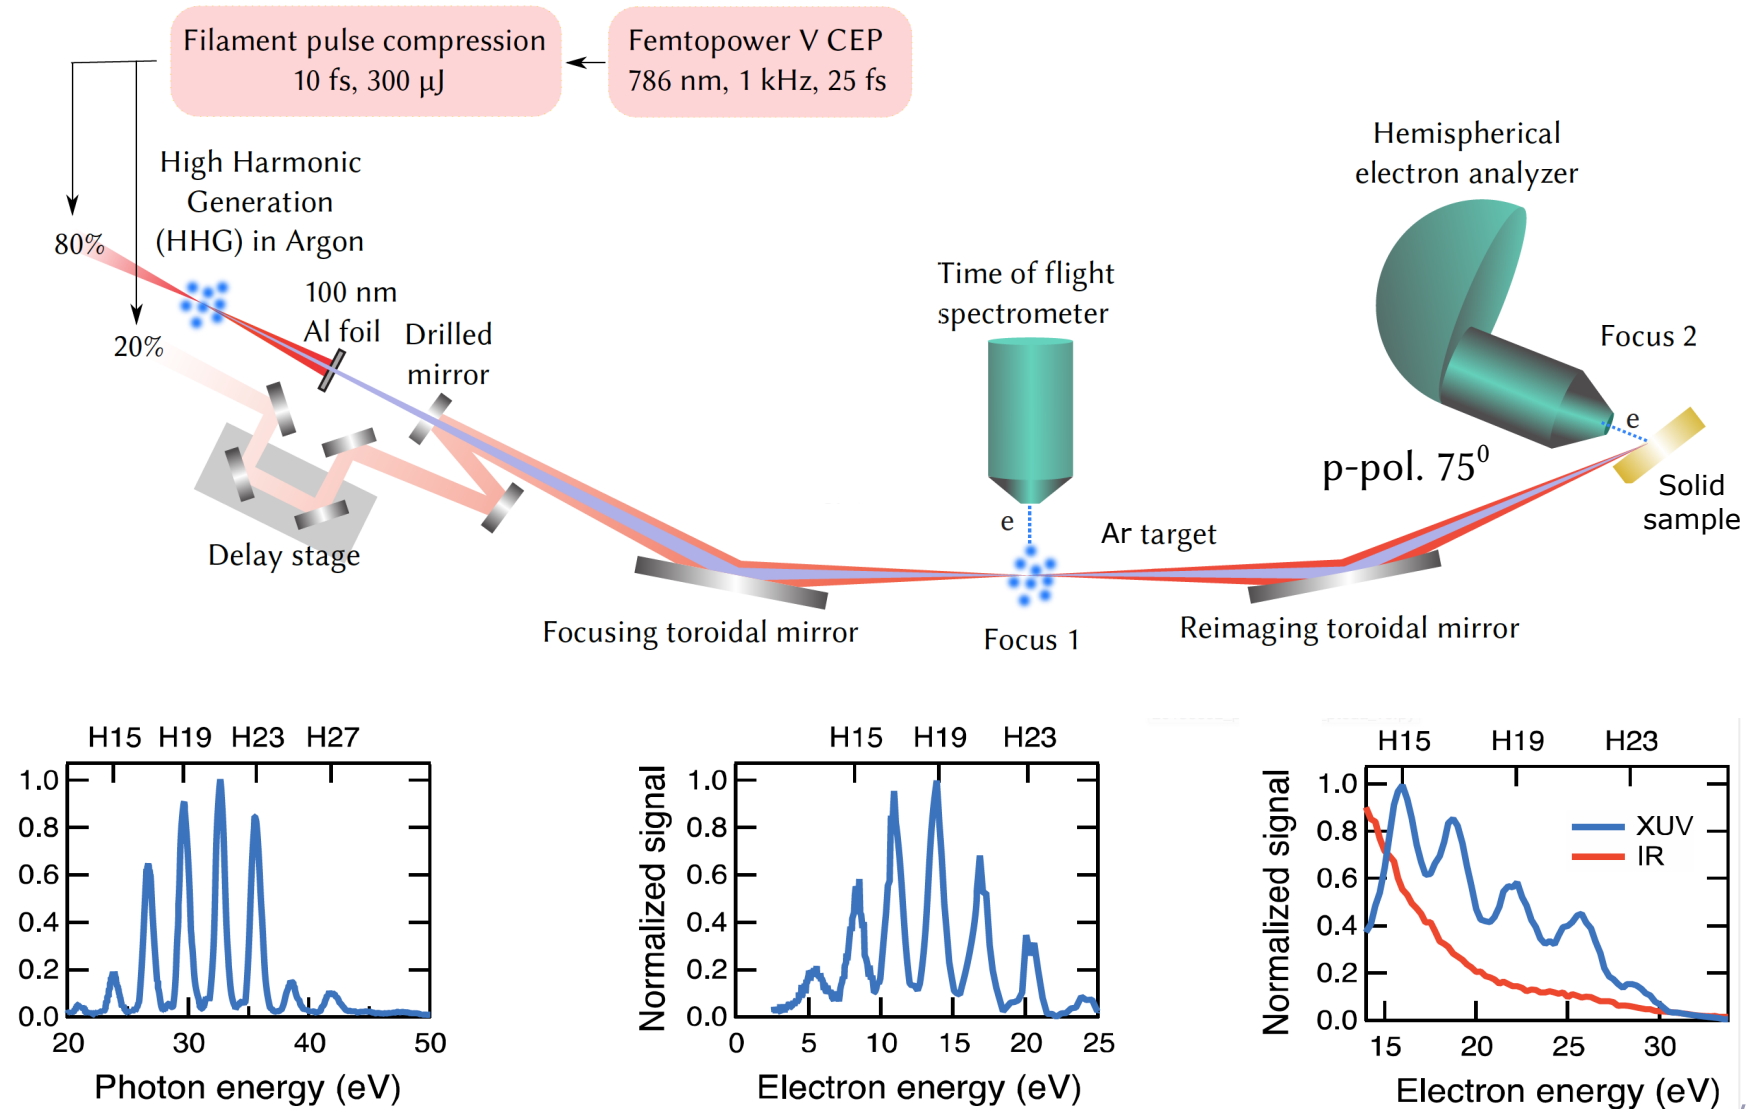 Filament pulse compression
10 fs, 300 µJ
Femtopower V CEP
786 nm, 1 kHz, 25 fs
High Harmonic
Generation
(HHG) in Argon
80%
20%
100 nm
Al foil
Drilled
mirror
Delay stage
Focusing toroidal mirror
Time of flight
spectrometer
e
Ar target
Focus 1
Reimaging toroidal mirror
Hemispherical
electron analyzer
Focus 2
e
p-pol. 75⁰
Solid
sample
H15 H19 H23 H27
1.0
0.8
0.6
0.4
0.2
0.0
20 30 40 50
Photon energy (eV)
H15 H19 H23
Normalized signal
1.0
0.8
0.6
0.4
0.2
0.0
0 5 10 15 20 25
Electron energy (eV)
H15 H19 H23
Normalized signal
1.0
0.8
0.6
0.4
0.2
0.0
XUV
IR
15 20 25 30
Electron energy (eV)